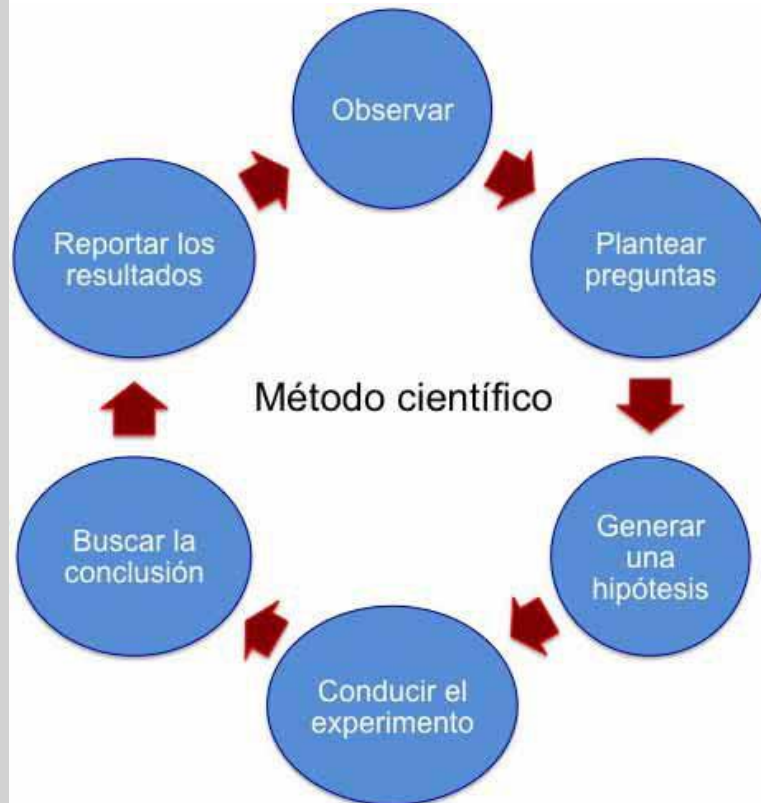 Observar
Plantear
preguntas
Generar
una
hipótesis
Conducir el
experimento
Buscar la
conclusión
Reportar los
resultados
Método científico